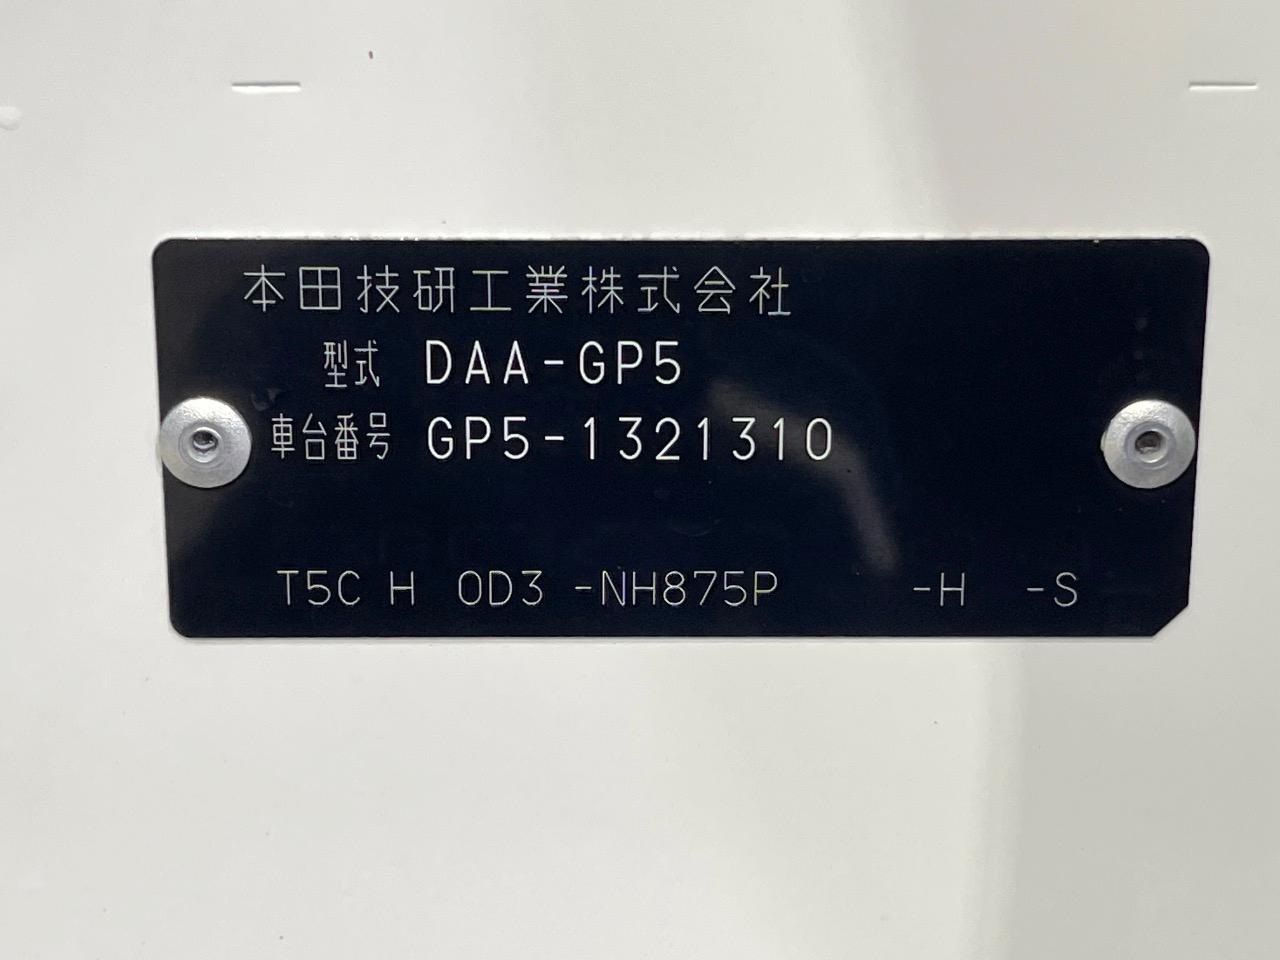 本田技研工業株式会社
型式 DAA-GP5
車台番号 GP5-1321310
T5C H 0D3 -NH875P -H -S